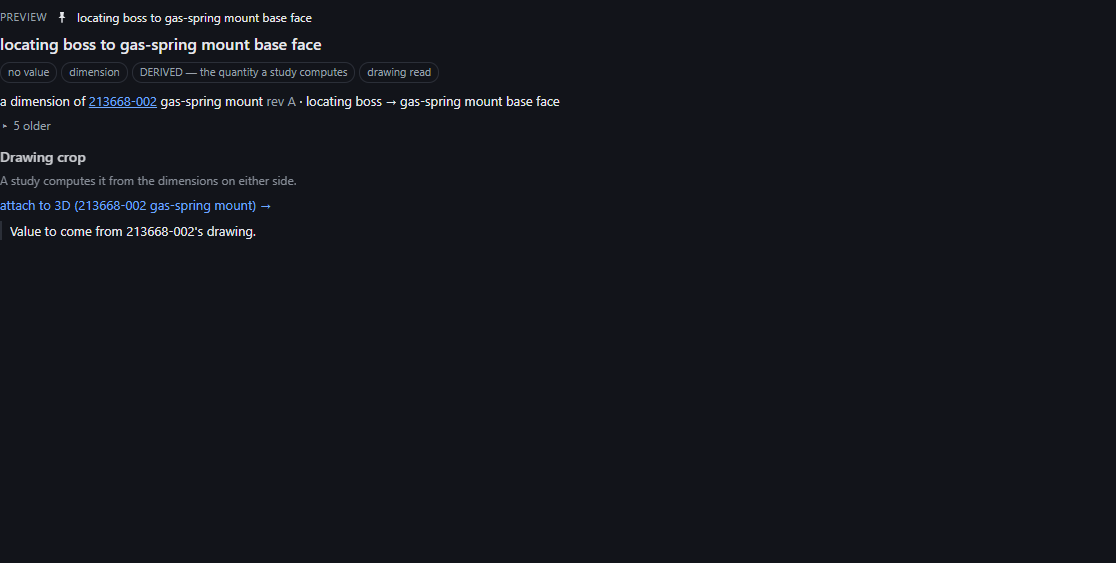 PREVIEW locating boss to gas-spring mount base face
locating boss to gas-spring mount base face
no value dimension DERIVED — the quantity a study computes drawing read
a dimension of 213668-002 gas-spring mount rev A · locating boss → gas-spring mount base face
▸ 5 older
Drawing crop
A study computes it from the dimensions on either side.
attach to 3D (213668-002 gas-spring mount) →
Value to come from 213668-002's drawing.